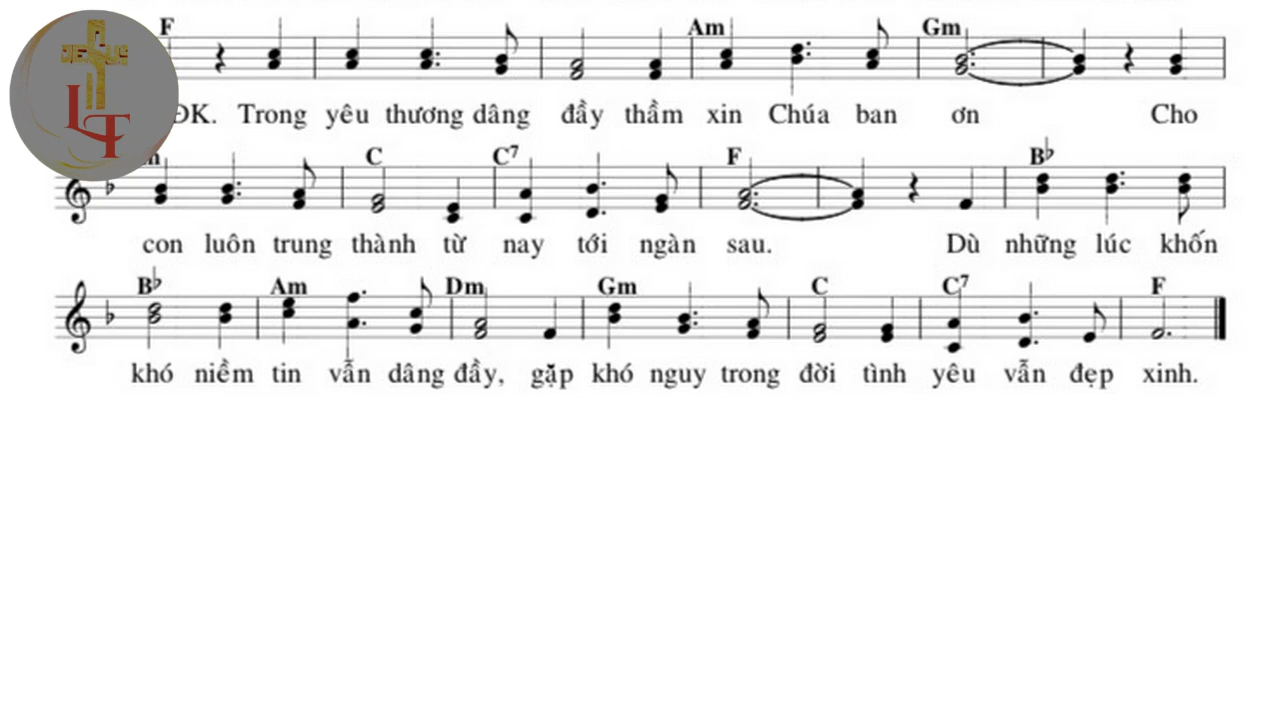 F Am Gm
JESUS
LT
ĐK. Trong yêu thương dâng đầy thầm xin Chúa ban ơn Cho
m C C7 F B♭
con luôn trung thành từ nay tới ngàn sau. Dù những lúc khốn
B♭ Am Dm Gm C C7 F
khó niềm tin vẫn dâng đầy, gặp khó nguy trong đời tình yêu vẫn đẹp xinh.